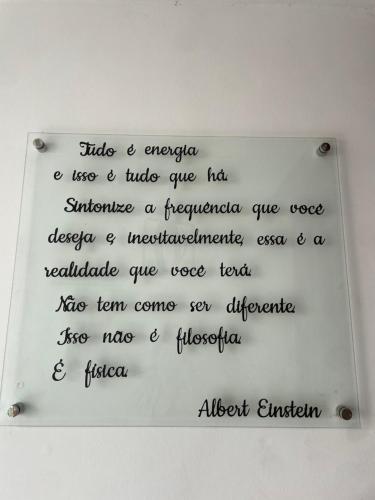 Tudo é energia
e isso é tudo que há.
Sintonize a frequência que você
deseja e, inevitavelmente, essa é a
realidade que você terá.
Não tem como ser diferente.
Isso não é filosofia.
É física.
Albert Einstein